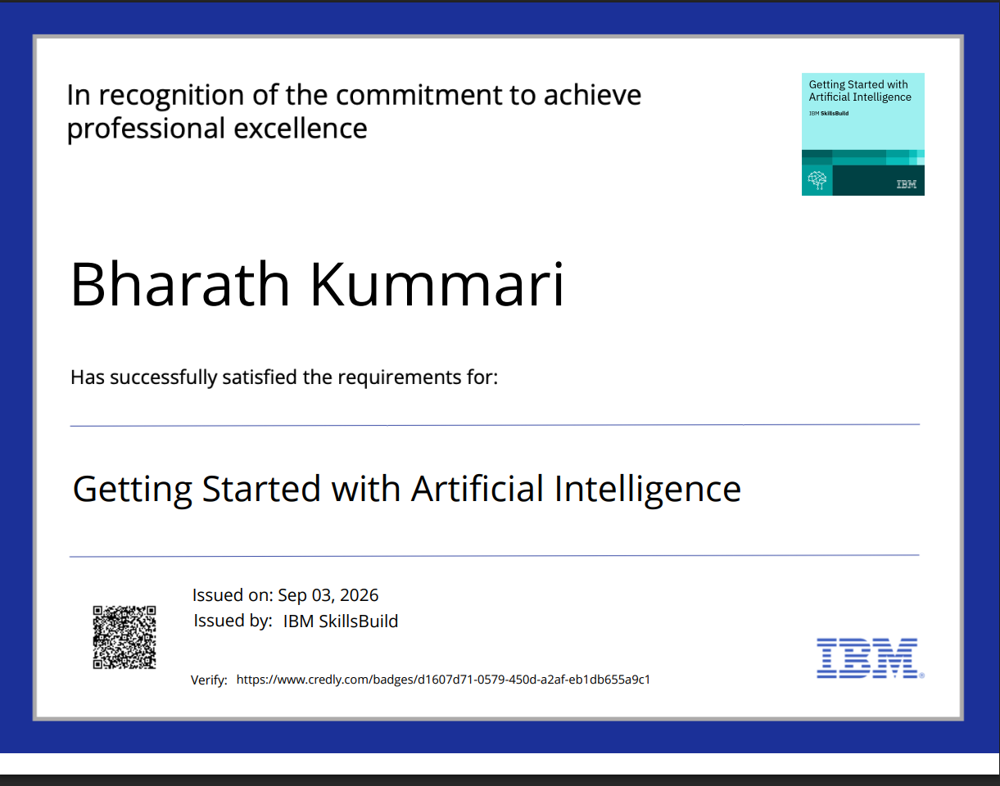 In recognition of the commitment to achieve
professional excellence
Getting Started with
Artificial Intelligence
IBM SkillsBuild
IBM
Bharath Kummari
Has successfully satisfied the requirements for:
Getting Started with Artificial Intelligence
Issued on: Sep 03, 2026
Issued by: IBM SkillsBuild
Verify: https://www.credly.com/badges/d1607d71-0579-450d-a2af-eb1db655a9c1
IBM®